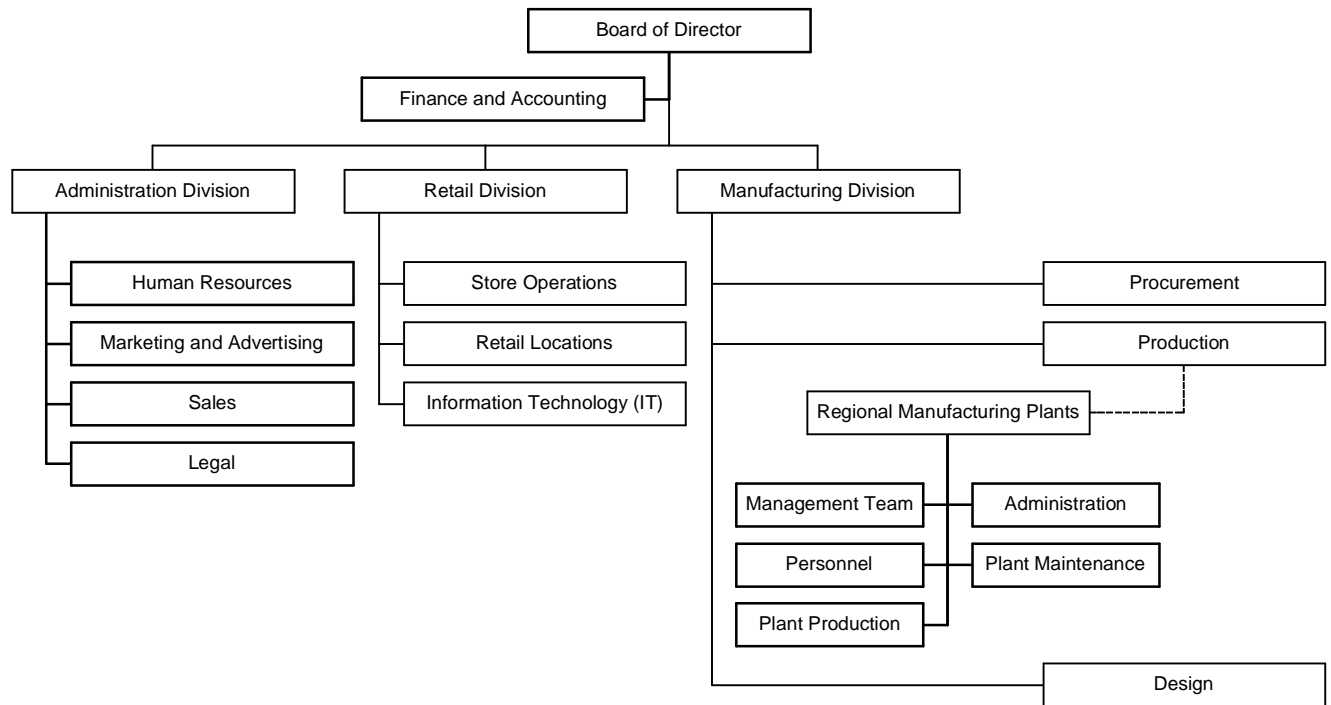 Board of Director
Finance and Accounting
Administration Division
Retail Division
Manufacturing Division
Human Resources
Store Operations
Procurement
Marketing and Advertising
Retail Locations
Production
Sales
Information Technology (IT)
Regional Manufacturing Plants
Legal
Management Team
Administration
Personnel
Plant Maintenance
Plant Production
Design